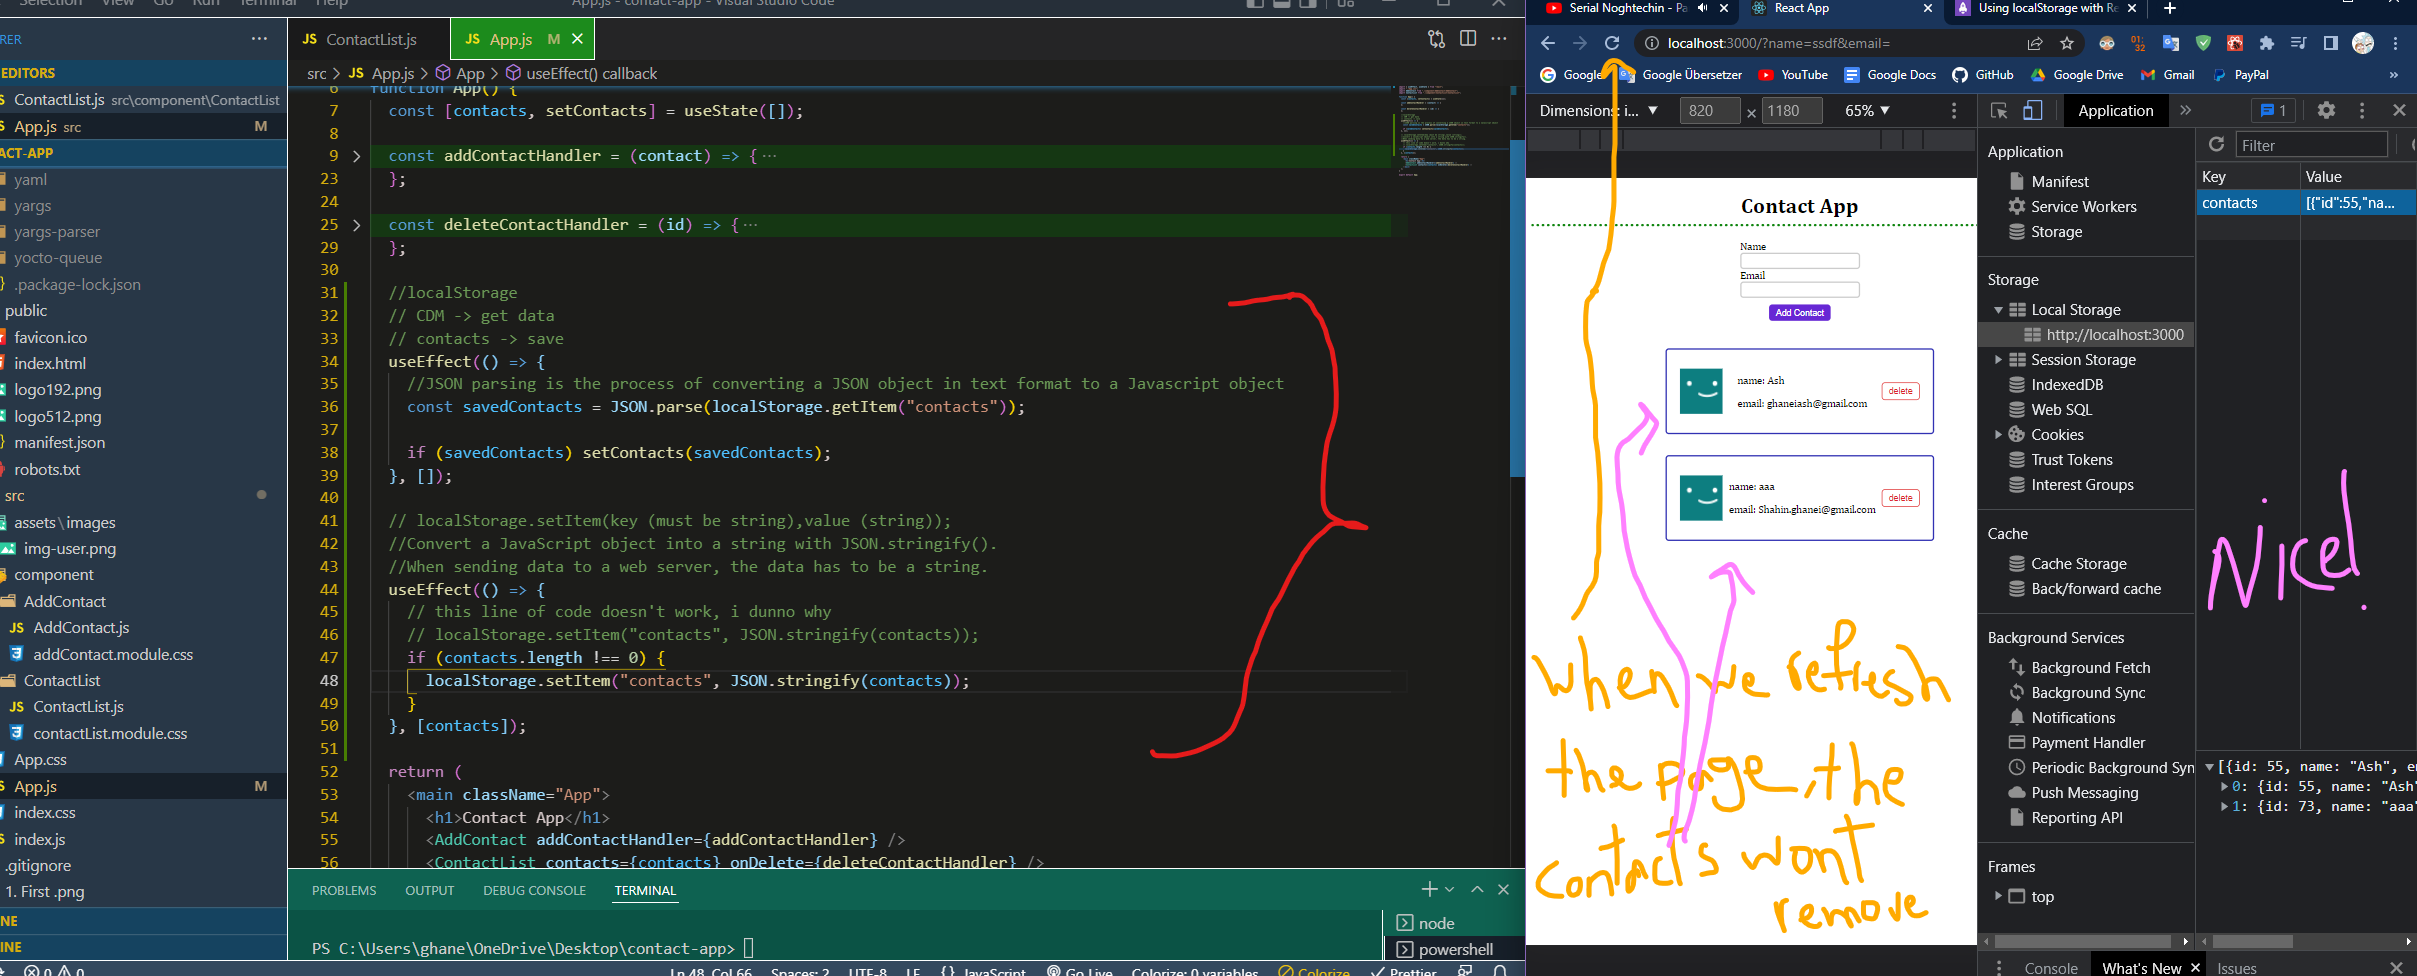 Selection View Go Run Terminal Help
App.js - contact-app - Visual Studio Code
RER ...
EDITORS
ContactList.js src\component\ContactList
App.js src M
ACT-APP
yaml
yargs
yargs-parser
yocto-queue
.package-lock.json
public
favicon.ico
index.html
logo192.png
logo512.png
manifest.json
robots.txt
src
assets\images
img-user.png
component
AddContact
JS AddContact.js
addContact.module.css
ContactList
JS ContactList.js
contactList.module.css
App.css
App.js M
index.css
index.js
.gitignore
1. First .png
NE
INE
JS ContactList.js
JS App.js M
src > JS App.js > App > useEffect() callback
6 function App() {
7 const [contacts, setContacts] = useState([]);
8
9 const addContactHandler = (contact) => { ...
23 };
24
25 const deleteContactHandler = (id) => { ...
29 };
30
31 //localStorage
32 // CDM -> get data
33 // contacts -> save
34 useEffect(() => {
35 //JSON parsing is the process of converting a JSON object in text format to a Javascript object
36 const savedContacts = JSON.parse(localStorage.getItem("contacts"));
37
38 if (savedContacts) setContacts(savedContacts);
39 }, []);
40
41 // localStorage.setItem(key (must be string),value (string));
42 //Convert a JavaScript object into a string with JSON.stringify().
43 //When sending data to a web server, the data has to be a string.
44 useEffect(() => {
45 // this line of code doesn't work, i dunno why
46 // localStorage.setItem("contacts", JSON.stringify(contacts));
47 if (contacts.length !== 0) {
48 localStorage.setItem("contacts", JSON.stringify(contacts));
49 }
50 }, [contacts]);
51
52 return (
53 <main className="App">
54 <h1>Contact App</h1>
55 <AddContact addContactHandler={addContactHandler} />
56 <ContactList contacts={contacts} onDelete={deleteContactHandler} />
PROBLEMS OUTPUT DEBUG CONSOLE TERMINAL
PS C:\Users\ghane\OneDrive\Desktop\contact-app>
node
powershell
0 0
Ln 48, Col 66 Spaces: 2 UTF-8 LF {} JavaScript Go Live Colorize: 0 variables Colorize Prettier
Serial Noghtechin - Pa
React App
Using localStorage with Re
localhost:3000/?name=ssdf&email=
Google Google Übersetzer YouTube Google Docs GitHub Google Drive Gmail PayPal
Dimensions: i... 820 × 1180 65%
Application 1
Contact App
Name
Email
Add Contact
name: Ash
email: ghaneiash@gmail.com
delete
name: aaa
email: Shahin.ghanei@gmail.com
delete
when we refresh
the page, the
contacts wont
remove
Application
Manifest
Service Workers
Storage
Storage
Local Storage
http://localhost:3000
Session Storage
IndexedDB
Web SQL
Cookies
Trust Tokens
Interest Groups
Cache
Cache Storage
Back/forward cache
Background Services
Background Fetch
Background Sync
Notifications
Payment Handler
Periodic Background Syn
Push Messaging
Reporting API
Frames
top
Filter
Key Value
contacts [{"id":55,"na...
Nice!
[{id: 55, name: "Ash", e
0: {id: 55, name: "Ash"
1: {id: 73, name: "aaa"
Console What's New Issues